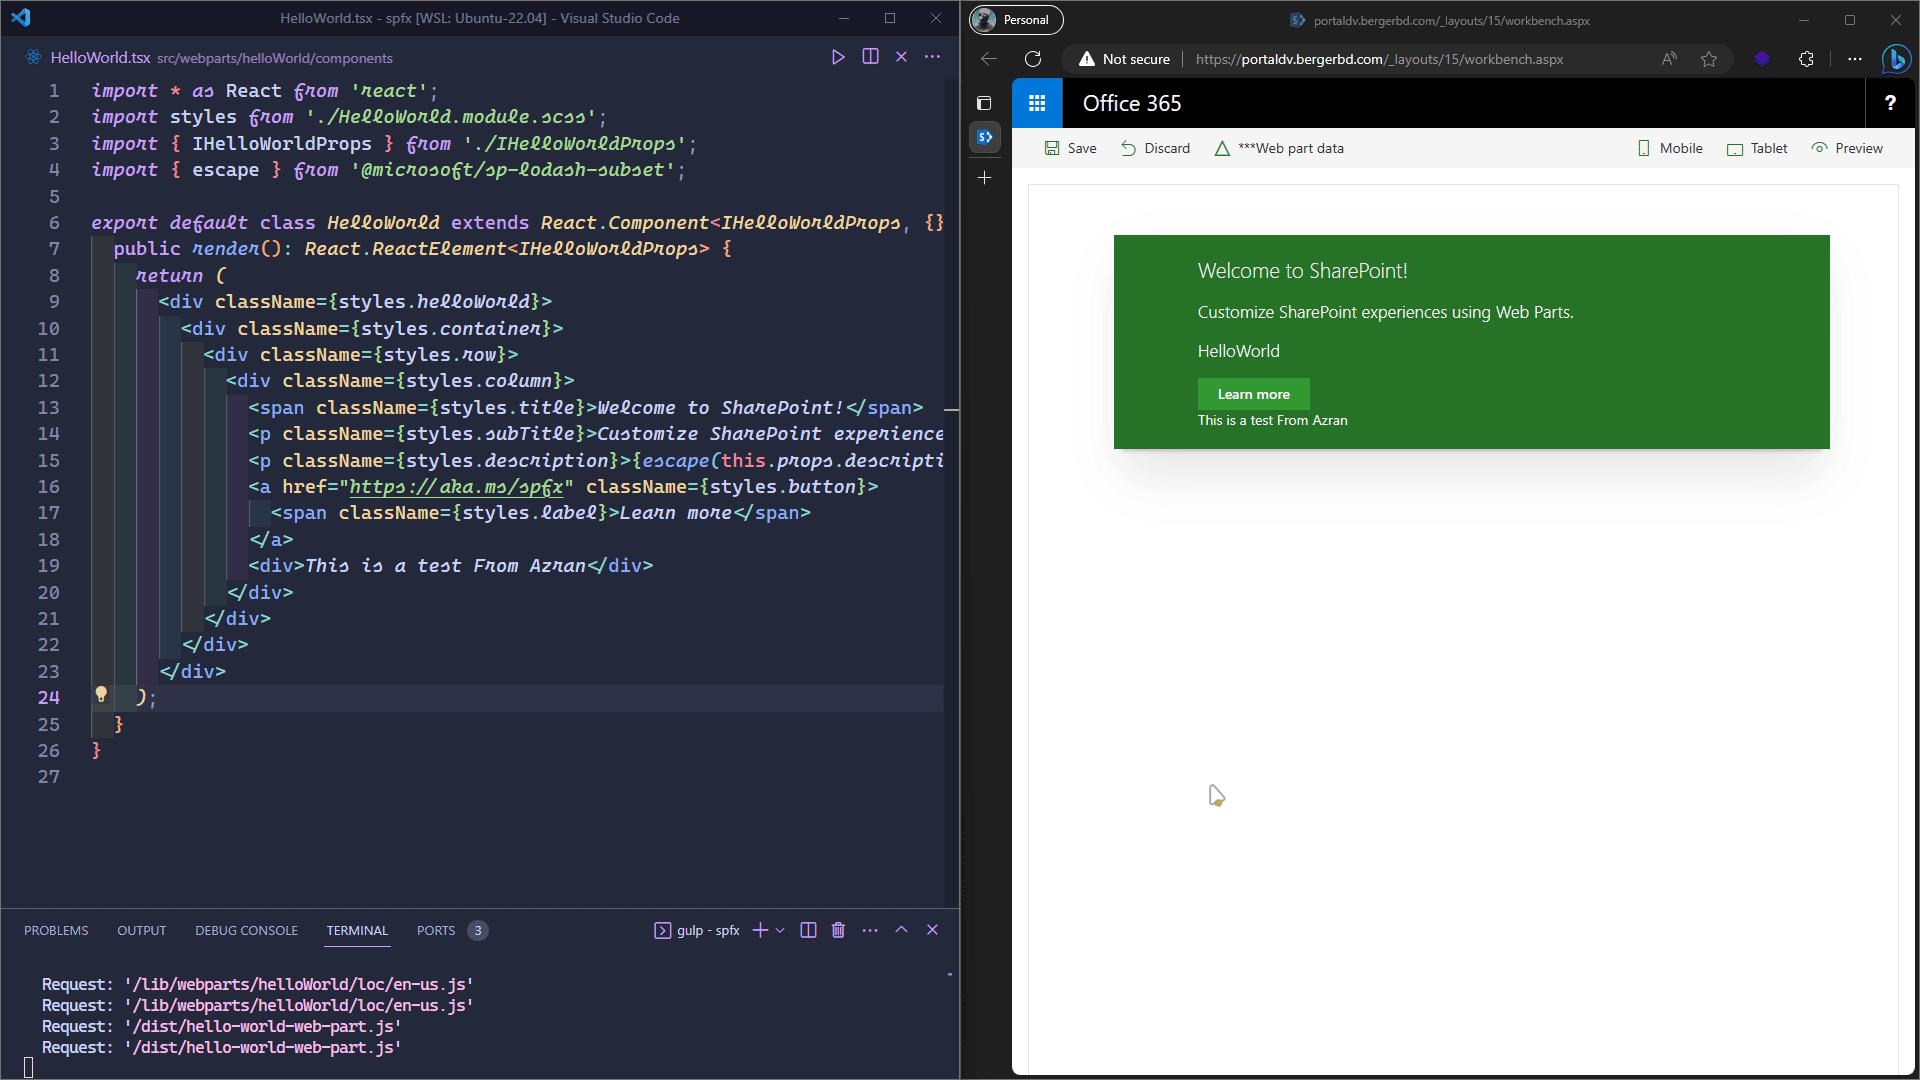 HelloWorld.tsx - spfx [WSL: Ubuntu-22.04] - Visual Studio Code
HelloWorld.tsx src/webparts/helloWorld/components
1 import * as React from 'react';
2 import styles from './HelloWorld.module.scss';
3 import { IHelloWorldProps } from './IHelloWorldProps';
4 import { escape } from '@microsoft/sp-lodash-subset';
5
6 export default class HelloWorld extends React.Component<IHelloWorldProps, {}
7 public render(): React.ReactElement<IHelloWorldProps> {
8 return (
9 <div className={styles.helloWorld}>
10 <div className={styles.container}>
11 <div className={styles.row}>
12 <div className={styles.column}>
13 <span className={styles.title}>Welcome to SharePoint!</span>
14 <p className={styles.subTitle}>Customize SharePoint experience
15 <p className={styles.description}>{escape(this.props.descripti
16 <a href="https://aka.ms/spfx" className={styles.button}>
17 <span className={styles.label}>Learn more</span>
18 </a>
19 <div>This is a test From Azran</div>
20 </div>
21 </div>
22 </div>
23 </div>
24 );
25 }
26 }
27
PROBLEMS OUTPUT DEBUG CONSOLE TERMINAL PORTS 3 gulp - spfx
Request: '/lib/webparts/helloWorld/loc/en-us.js'
Request: '/lib/webparts/helloWorld/loc/en-us.js'
Request: '/dist/hello-world-web-part.js'
Request: '/dist/hello-world-web-part.js'
Personal portaldv.bergerbd.com/_layouts/15/workbench.aspx
Not secure https://portaldv.bergerbd.com/_layouts/15/workbench.aspx
Office 365 ?
Save Discard ***Web part data Mobile Tablet Preview
Welcome to SharePoint!
Customize SharePoint experiences using Web Parts.
HelloWorld
Learn more
This is a test From Azran